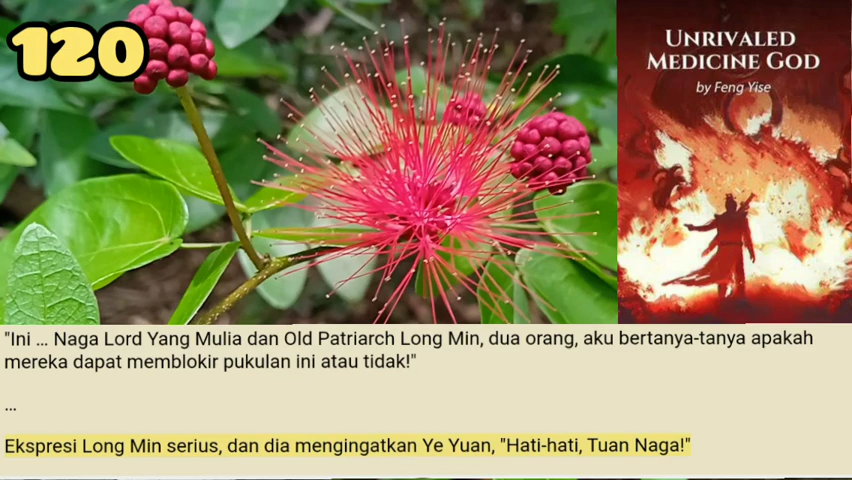 120
UNRIVALED
MEDICINE GOD
by Feng Yise
"Ini ... Naga Lord Yang Mulia dan Old Patriarch Long Min, dua orang, aku bertanya-tanya apakah
mereka dapat memblokir pukulan ini atau tidak!"
...
Ekspresi Long Min serius, dan dia mengingatkan Ye Yuan, "Hati-hati, Tuan Naga!"